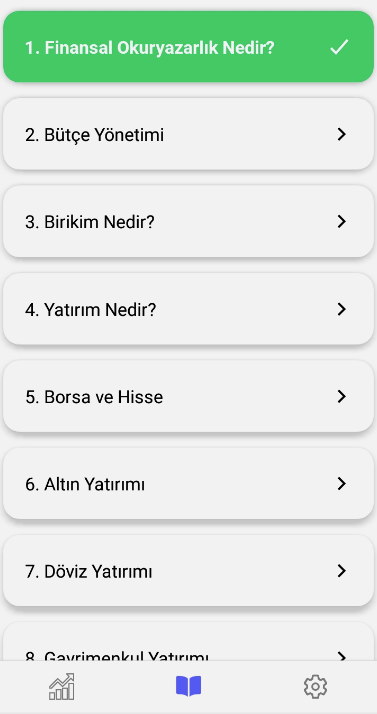 1. Finansal Okuryazarlık Nedir?
2. Bütçe Yönetimi
3. Birikim Nedir?
4. Yatırım Nedir?
5. Borsa ve Hisse
6. Altın Yatırımı
7. Döviz Yatırımı
8. Gayrimenkul Yatırımı